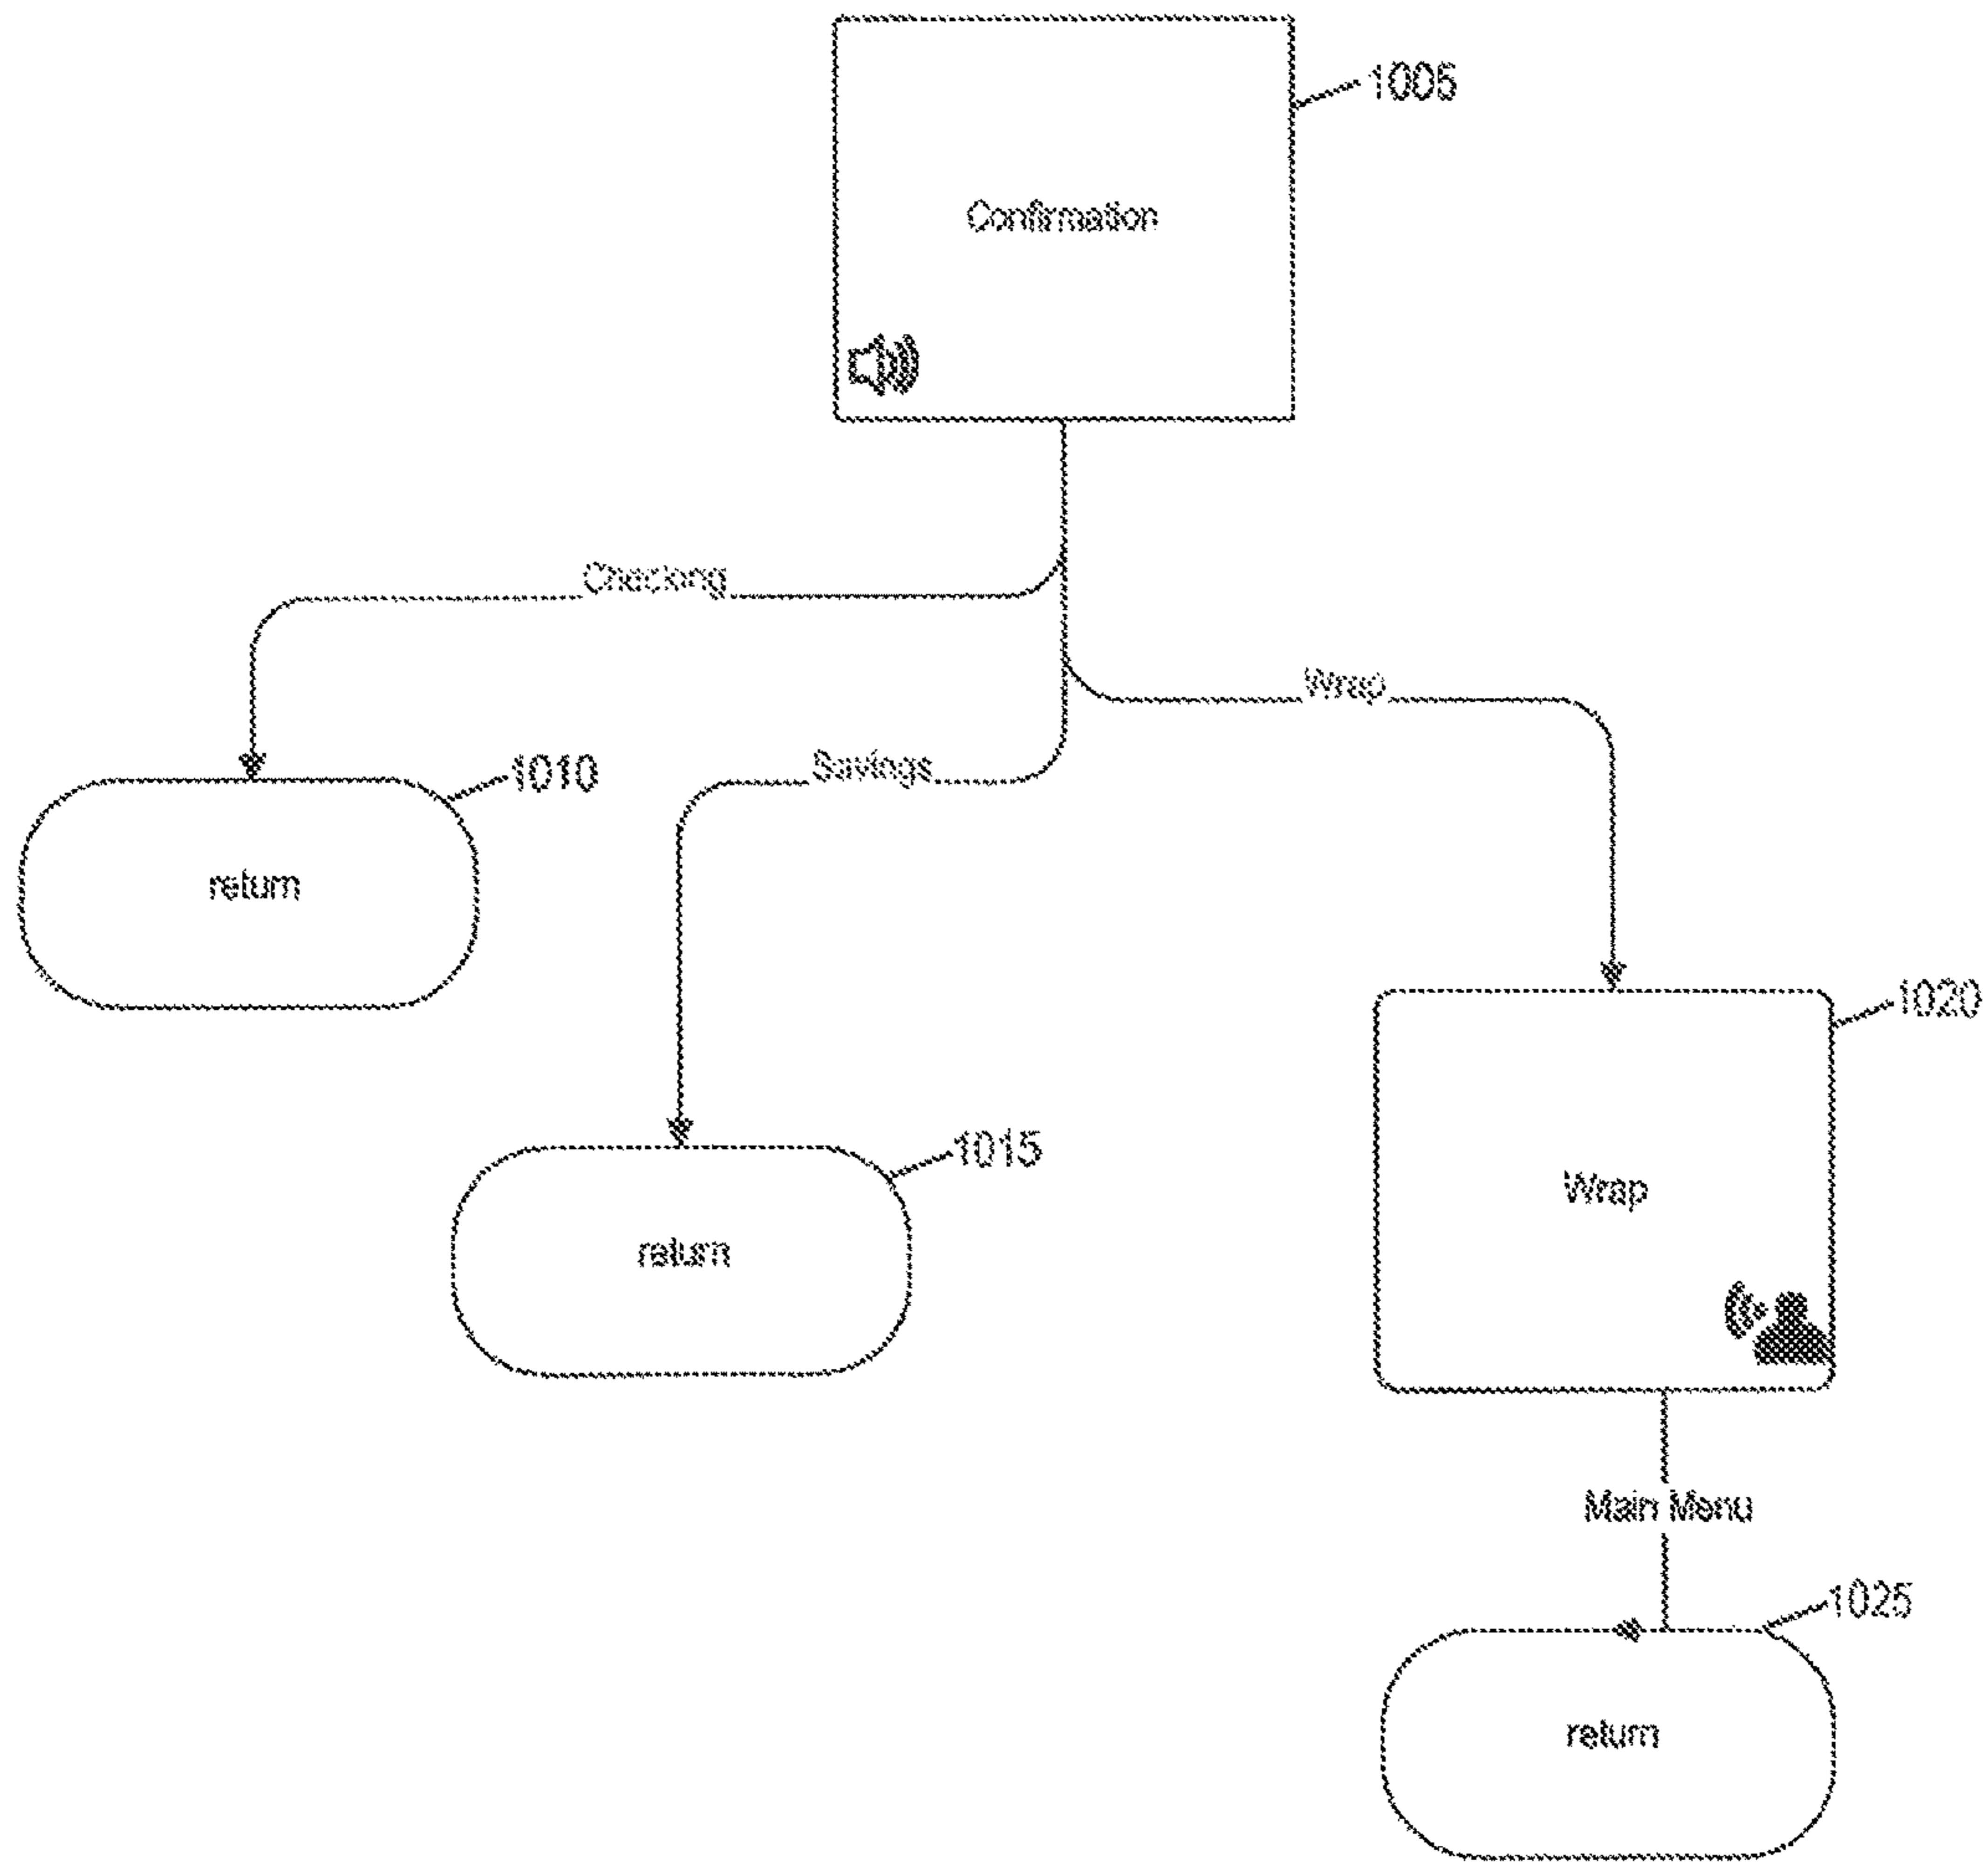 1005
Confirmation
Checking
Wrap
Savings
1010
return
1020
1015
Wrap
return
Main Menu
1025
return